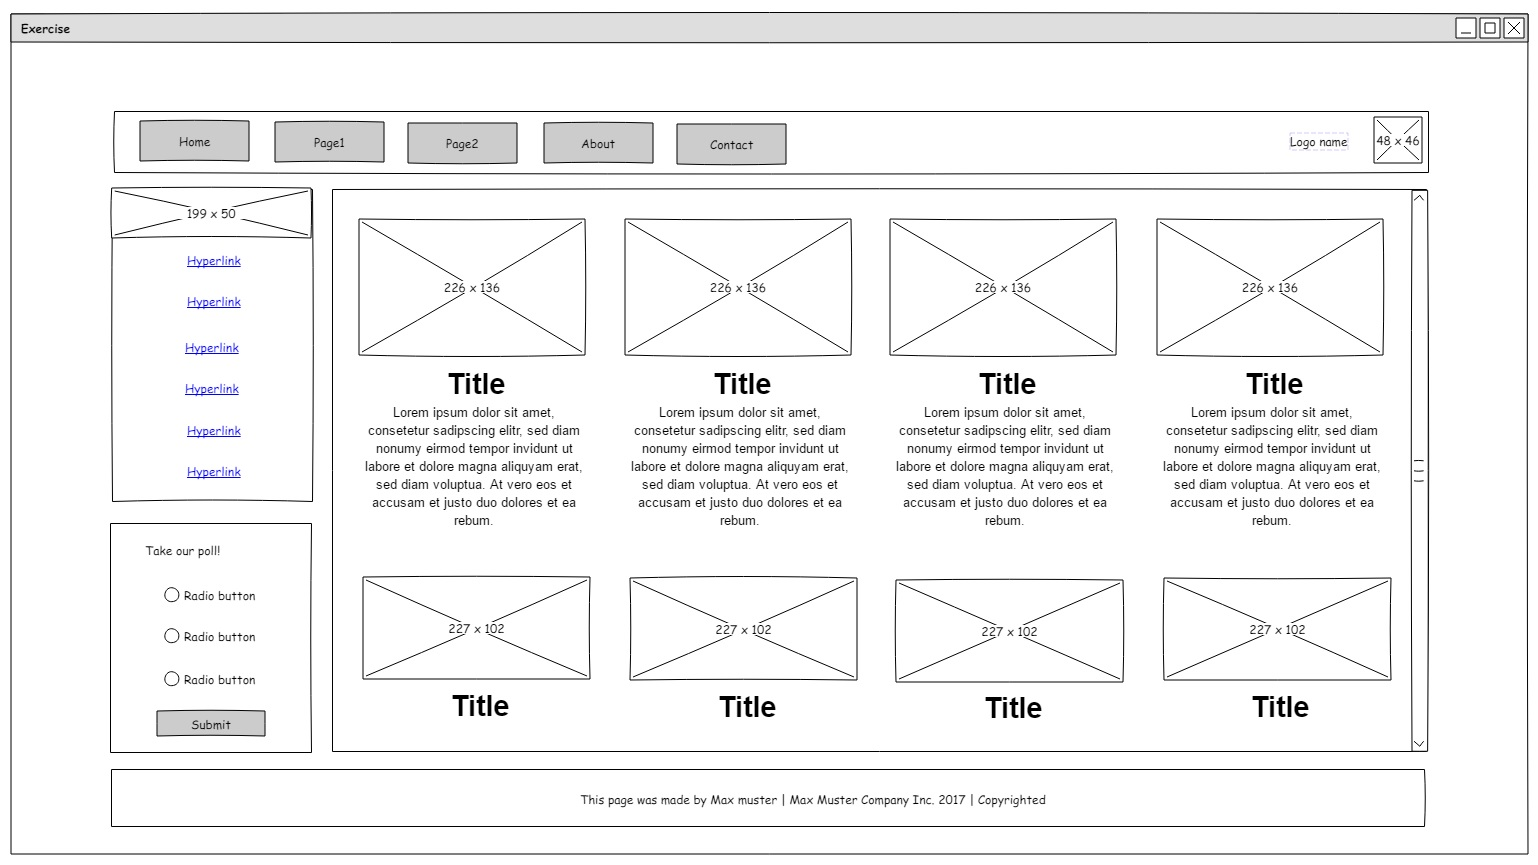 Exercise
Home
Page1
Page2
About
Contact
Logo name
48 x 46
199 x 50
Hyperlink
Hyperlink
Hyperlink
Hyperlink
Hyperlink
Hyperlink
Take our poll!
Radio button
Radio button
Radio button
Submit
226 x 136
Title
Lorem ipsum dolor sit amet,
consetetur sadipscing elitr, sed diam
nonumy eirmod tempor invidunt ut
labore et dolore magna aliquyam erat,
sed diam voluptua. At vero eos et
accusam et justo duo dolores et ea
rebum.
226 x 136
Title
Lorem ipsum dolor sit amet,
consetetur sadipscing elitr, sed diam
nonumy eirmod tempor invidunt ut
labore et dolore magna aliquyam erat,
sed diam voluptua. At vero eos et
accusam et justo duo dolores et ea
rebum.
226 x 136
Title
Lorem ipsum dolor sit amet,
consetetur sadipscing elitr, sed diam
nonumy eirmod tempor invidunt ut
labore et dolore magna aliquyam erat,
sed diam voluptua. At vero eos et
accusam et justo duo dolores et ea
rebum.
226 x 136
Title
Lorem ipsum dolor sit amet,
consetetur sadipscing elitr, sed diam
nonumy eirmod tempor invidunt ut
labore et dolore magna aliquyam erat,
sed diam voluptua. At vero eos et
accusam et justo duo dolores et ea
rebum.
227 x 102
Title
227 x 102
Title
227 x 102
Title
227 x 102
Title
This page was made by Max muster | Max Muster Company Inc. 2017 | Copyrighted